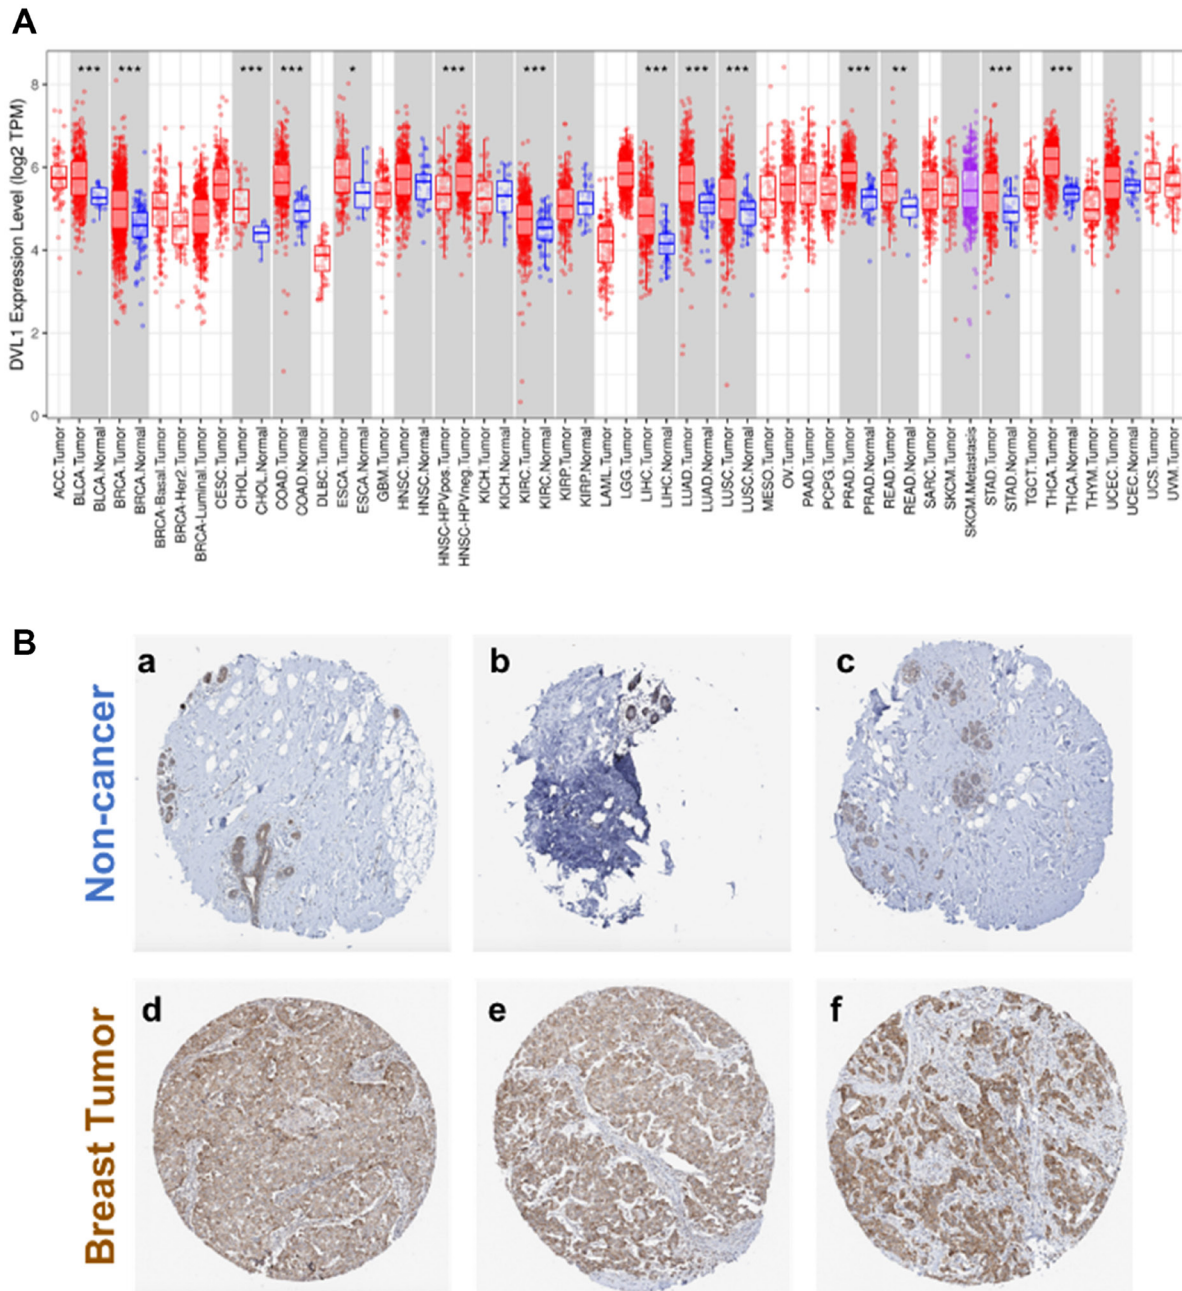 A
*** *** *** *** * *** *** *** *** *** *** ** *** ***
DVL1 Expression Level (log2 TPM)
8
6
4
2
0
ACC.Tumor
BLCA.Tumor
BLCA.Normal
BRCA.Tumor
BRCA.Normal
BRCA-Basal.Tumor
BRCA-Her2.Tumor
BRCA-Luminal.Tumor
CESC.Tumor
CHOL.Tumor
CHOL.Normal
COAD.Tumor
COAD.Normal
DLBC.Tumor
ESCA.Tumor
ESCA.Normal
GBM.Tumor
HNSC.Tumor
HNSC.Normal
HNSC-HPVpos.Tumor
HNSC-HPVneg.Tumor
KICH.Tumor
KICH.Normal
KIRC.Tumor
KIRC.Normal
KIRP.Tumor
KIRP.Normal
LAML.Tumor
LGG.Tumor
LIHC.Tumor
LIHC.Normal
LUAD.Tumor
LUAD.Normal
LUSC.Tumor
LUSC.Normal
MESO.Tumor
OV.Tumor
PAAD.Tumor
PCPG.Tumor
PRAD.Tumor
PRAD.Normal
READ.Tumor
READ.Normal
SARC.Tumor
SKCM.Tumor
SKCM.Metastasis
STAD.Tumor
STAD.Normal
TGCT.Tumor
THCA.Tumor
THCA.Normal
THYM.Tumor
UCEC.Tumor
UCEC.Normal
UCS.Tumor
UVM.Tumor
B
Non-cancer
a
b
c
Breast Tumor
d
e
f